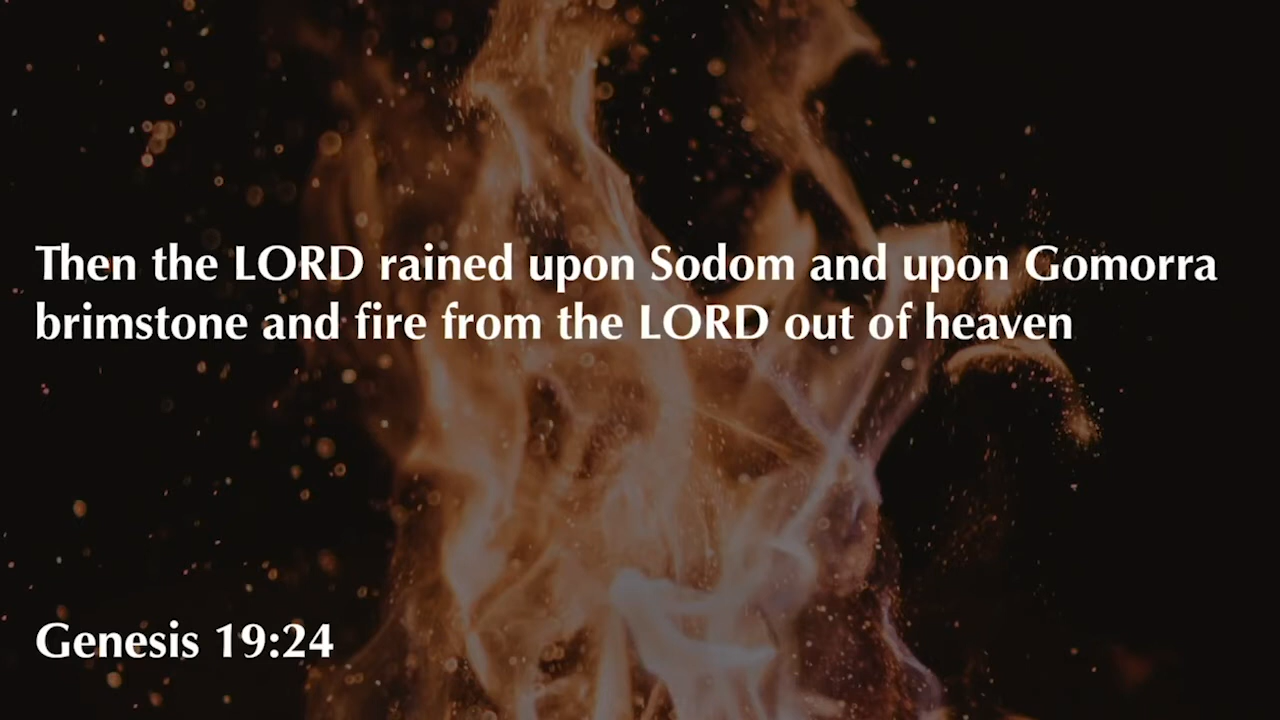 Then the LORD rained upon Sodom and upon Gomorra
brimstone and fire from the LORD out of heaven
Genesis 19:24